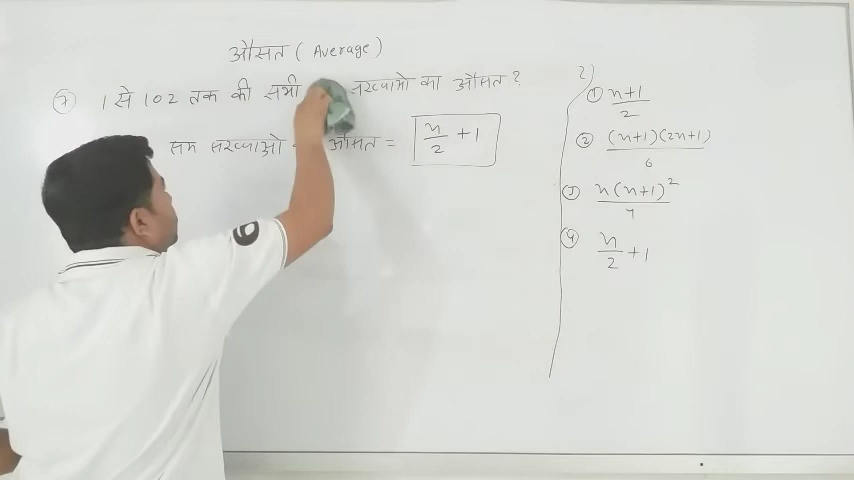 औसत ( Average )
7 1 से 102 तक की सभी संख्याओ का औसत ?
सम संख्याओ औसत = n/2 + 1
2)
1 n+1/2
2 (n+1)(2n+1)/6
3 n(n+1)²/4
4 n/2 + 1